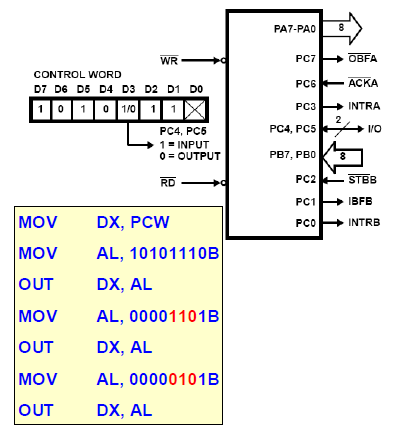 PA7-PA0
8
WR
PC7
OBFA
CONTROL WORD
PC6
ACKA
D7 D6 D5 D4 D3 D2 D1 D0
PC3
INTRA
1 0 1 0 1/0 1 1
2
PC4, PC5
I/O
PC4, PC5
1 = INPUT
PB7, PB0
8
0 = OUTPUT
RD
PC2
STBB
PC1
IBFB
PC0
INTRB
MOV DX, PCW
MOV AL, 10101110B
OUT DX, AL
MOV AL, 00001101B
OUT DX, AL
MOV AL, 00000101B
OUT DX, AL